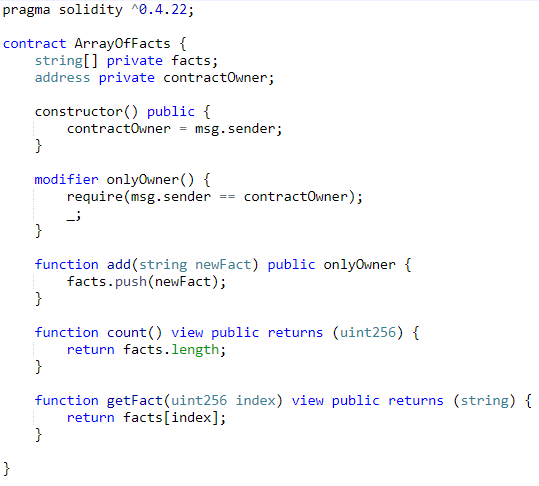 pragma solidity ^0.4.22;
contract ArrayOfFacts {
string[] private facts;
address private contractOwner;
constructor() public {
contractOwner = msg.sender;
}
modifier onlyOwner() {
require(msg.sender == contractOwner);
_;
}
function add(string newFact) public onlyOwner {
facts.push(newFact);
}
function count() view public returns (uint256) {
return facts.length;
}
function getFact(uint256 index) view public returns (string) {
return facts[index];
}
}